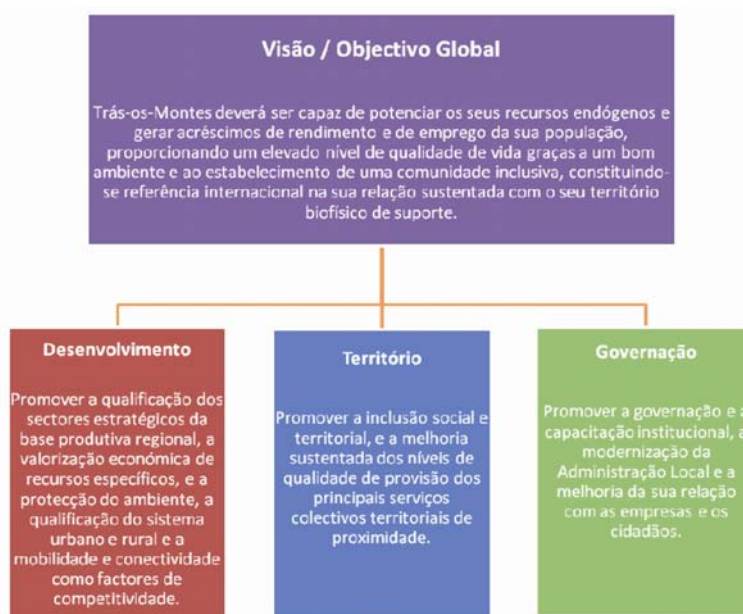 Visão / Objectivo Global
Trás-os-Montes deverá ser capaz de potenciar os seus recursos endógenos e
gerar acréscimos de rendimento e de emprego da sua população,
proporcionando um elevado nível de qualidade de vida graças a um bom
ambiente e ao estabelecimento de uma comunidade inclusiva, constituindo-
se referência internacional na sua relação sustentada com o seu território
biofísico de suporte.
Desenvolvimento
Promover a qualificação dos
sectores estratégicos da
base produtiva regional, a
valorização económica de
recursos específicos, e a
protecção do ambiente, a
qualificação do sistema
urbano e rural e a
mobilidade e conectividade
como factores de
competitividade.
Território
Promover a inclusão social e
territorial, e a melhoria
sustentada dos níveis de
qualidade de provisão dos
principais serviços
colectivos territoriais de
proximidade.
Governação
Promover a governação e a
capacitação institucional, a
modernização da
Administração Local e a
melhoria da sua relação
com as empresas e os
cidadãos.